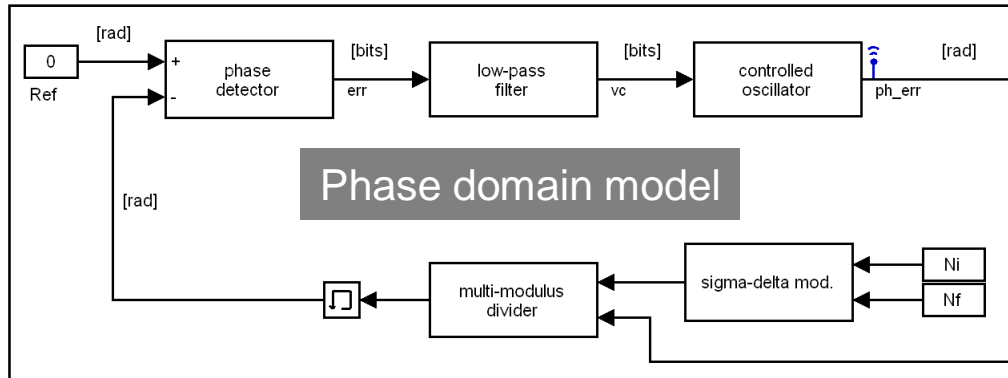 [rad]
[bits]
[bits]
[rad]
0
+
-
phase
detector
low-pass
filter
controlled
oscillator
Ref
err
vc
ph_err
Phase domain model
[rad]
multi-modulus
divider
sigma-delta mod.
Ni
Nf